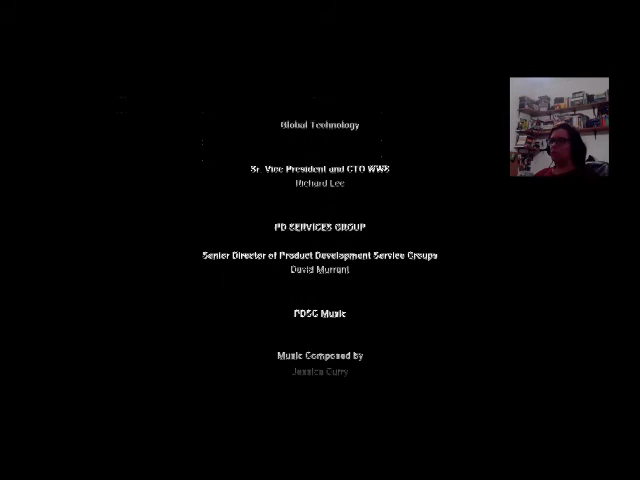 Global Technology
Sr. Vice President and CTO WWS
Richard Lee
PD SERVICES GROUP
Senior Director of Product Development Service Groups
David Murrant
PDSG Music
Music Composed by
Jessica Curry